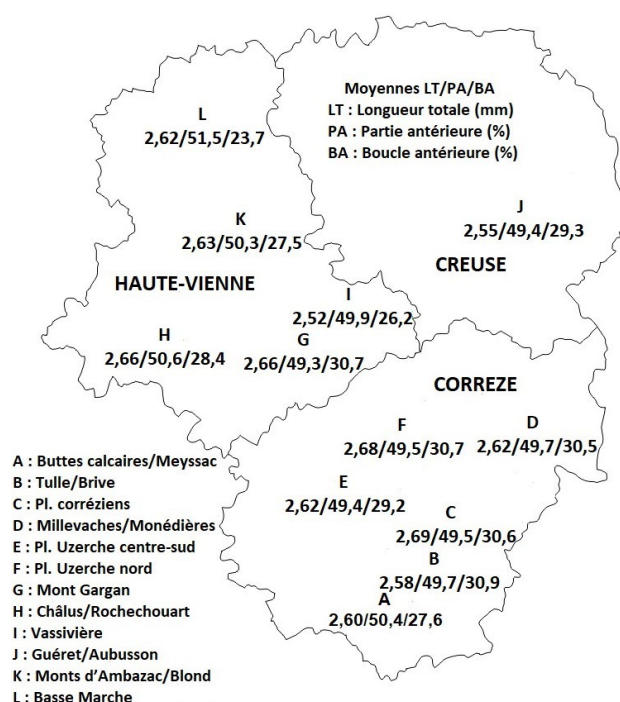 Moyennes LT/PA/BA
LT : Longueur totale (mm)
PA : Partie antérieure (%)
BA : Boucle antérieure (%)
L
2,62/51,5/23,7
J
2,55/49,4/29,3
CREUSE
K
2,63/50,3/27,5
HAUTE-VIENNE
I
2,52/49,9/26,2
H
2,66/50,6/28,4
G
2,66/49,3/30,7
CORREZE
F
2,68/49,5/30,7
D
2,62/49,7/30,5
E
2,62/49,4/29,2
C
2,69/49,5/30,6
B
2,58/49,7/30,9
A
2,60/50,4/27,6
A : Buttes calcaires/Meyssac
B : Tulle/Brive
C : Pl. corréziens
D : Millevaches/Monédières
E : Pl. Uzerche centre-sud
F : Pl. Uzerche nord
G : Mont Gargan
H : Châlus/Rochechouart
I : Vassivière
J : Guéret/Aubusson
K : Monts d'Ambazac/Blond
L : Basse Marche